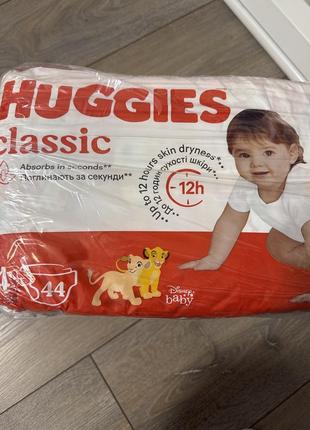 HUGGIES
classic
Absorbs in seconds**
Поглинають за секунди**
Up to 12 hours skin dryness**
До 12 годин сухості шкіри**
12h
44
Disney
baby